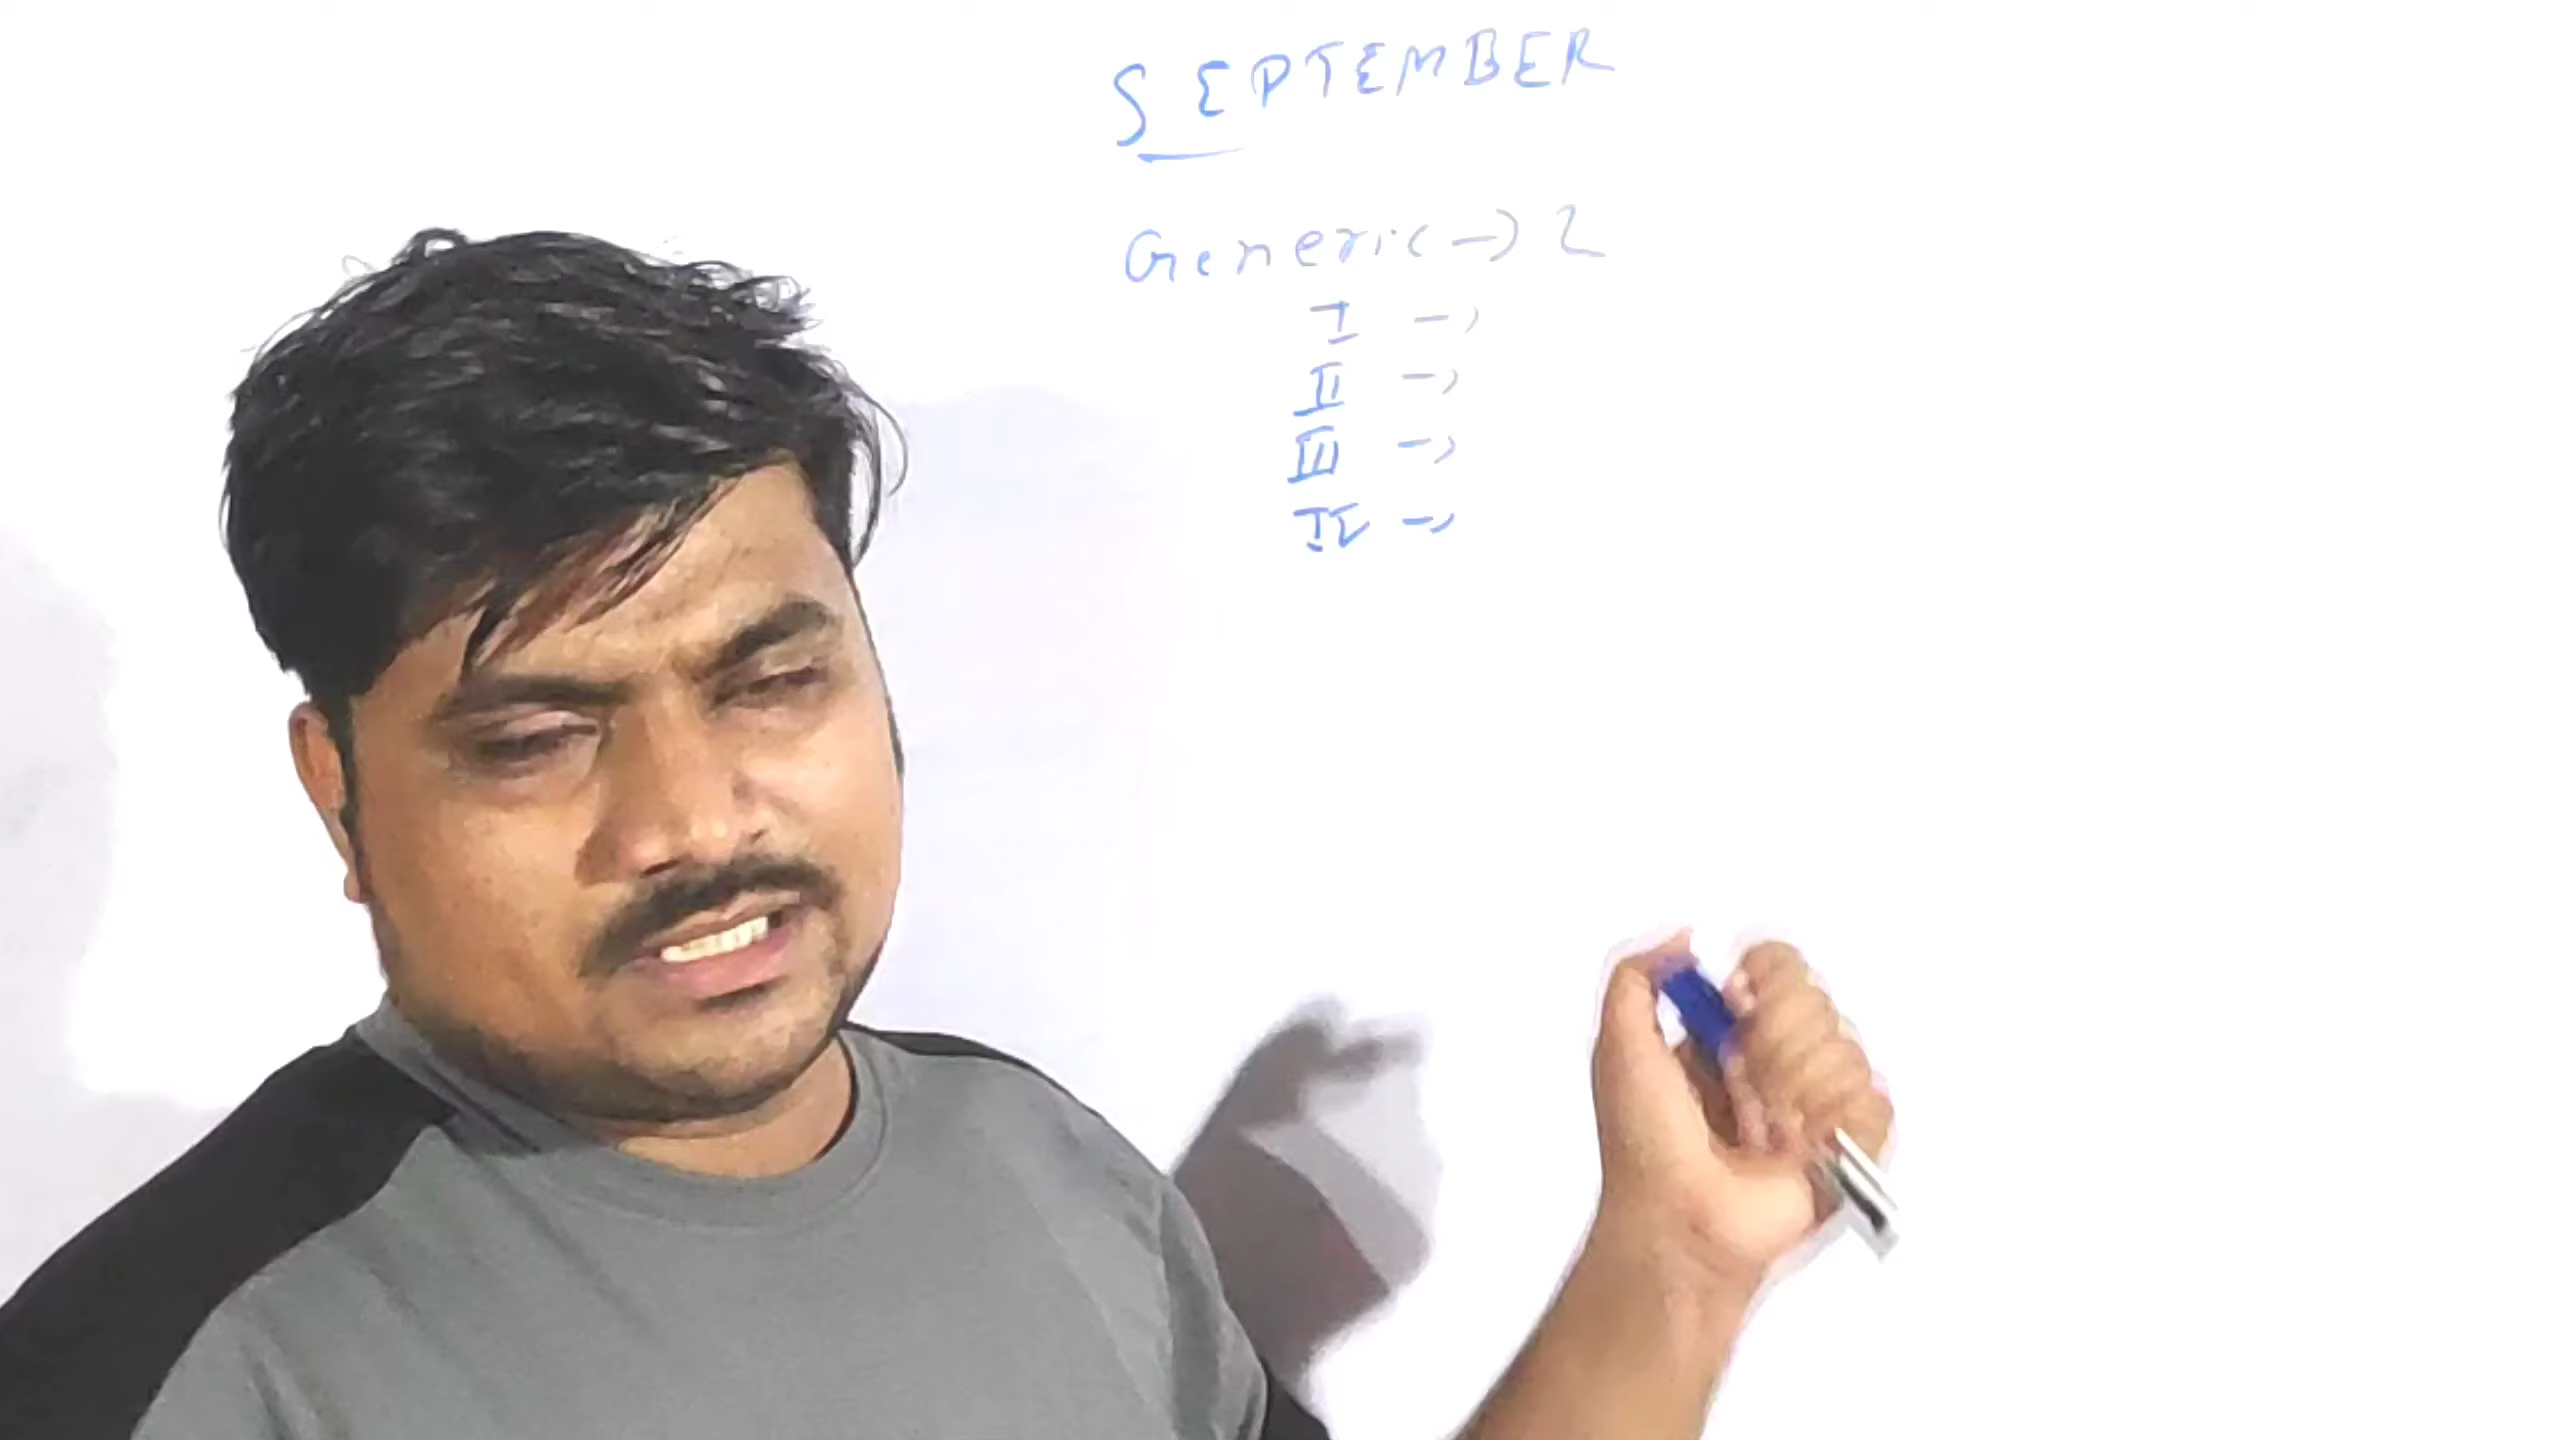 SEPTEMBER
Generic → 2
I →
II →
III →
IV →